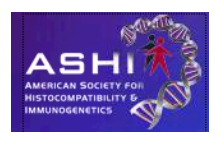 ASHI
AMERICAN SOCIETY FOR
HISTOCOMPATIBILITY &
IMMUNOGENETICS